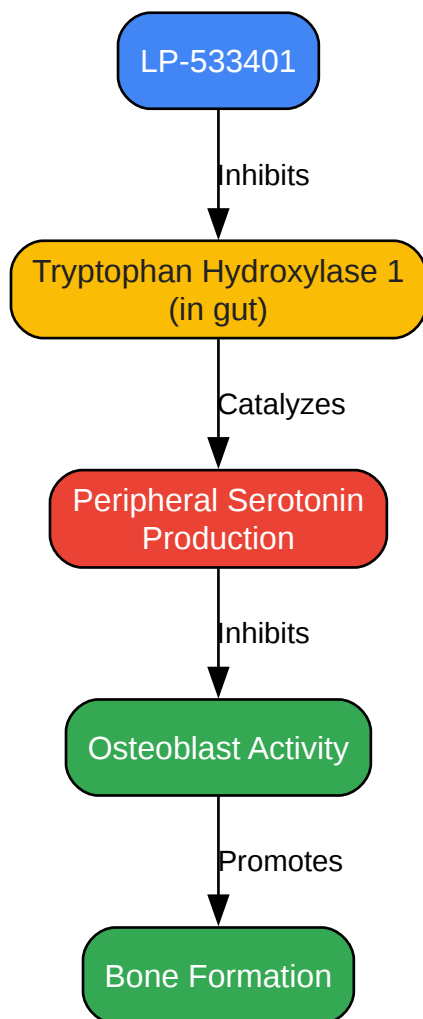 LP-533401
Inhibits
Tryptophan Hydroxylase 1
(in gut)
Catalyzes
Peripheral Serotonin
Production
Inhibits
Osteoblast Activity
Promotes
Bone Formation